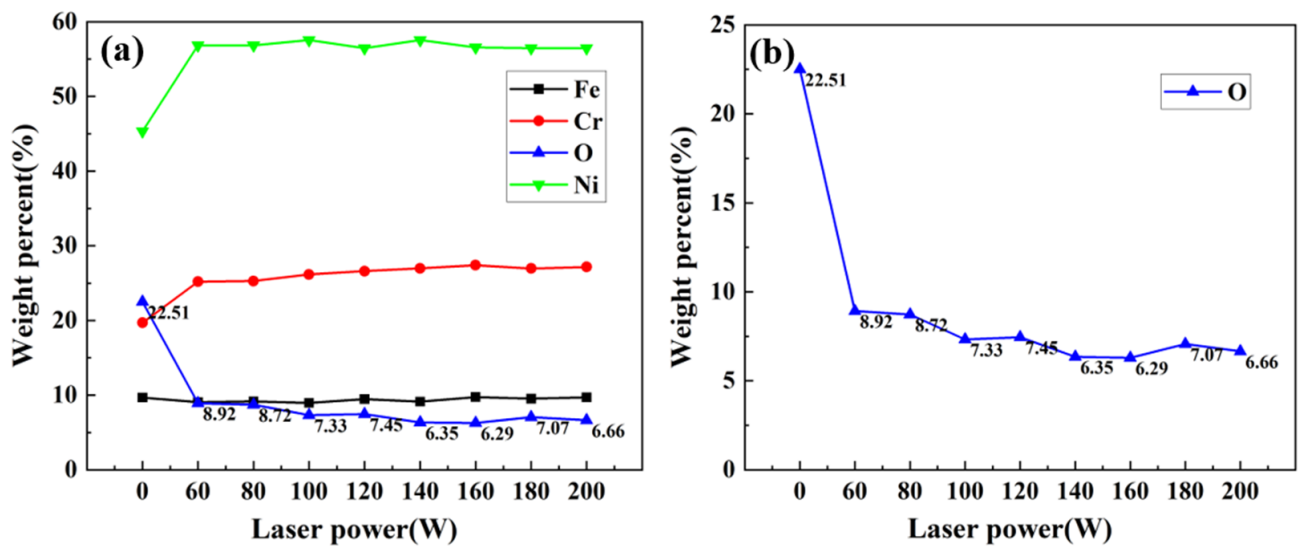 (a)
Weight percent(%)
60
50
40
30
20
10
0
Fe
Cr
O
Ni
22.51
8.92
8.72
7.33
7.45
6.35
6.29
7.07
6.66
0 60 80 100 120 140 160 180 200
Laser power(W)
(b)
Weight percent(%)
25
20
15
10
5
0
O
22.51
8.92
8.72
7.33
7.45
6.35
6.29
7.07
6.66
0 60 80 100 120 140 160 180 200
Laser power(W)